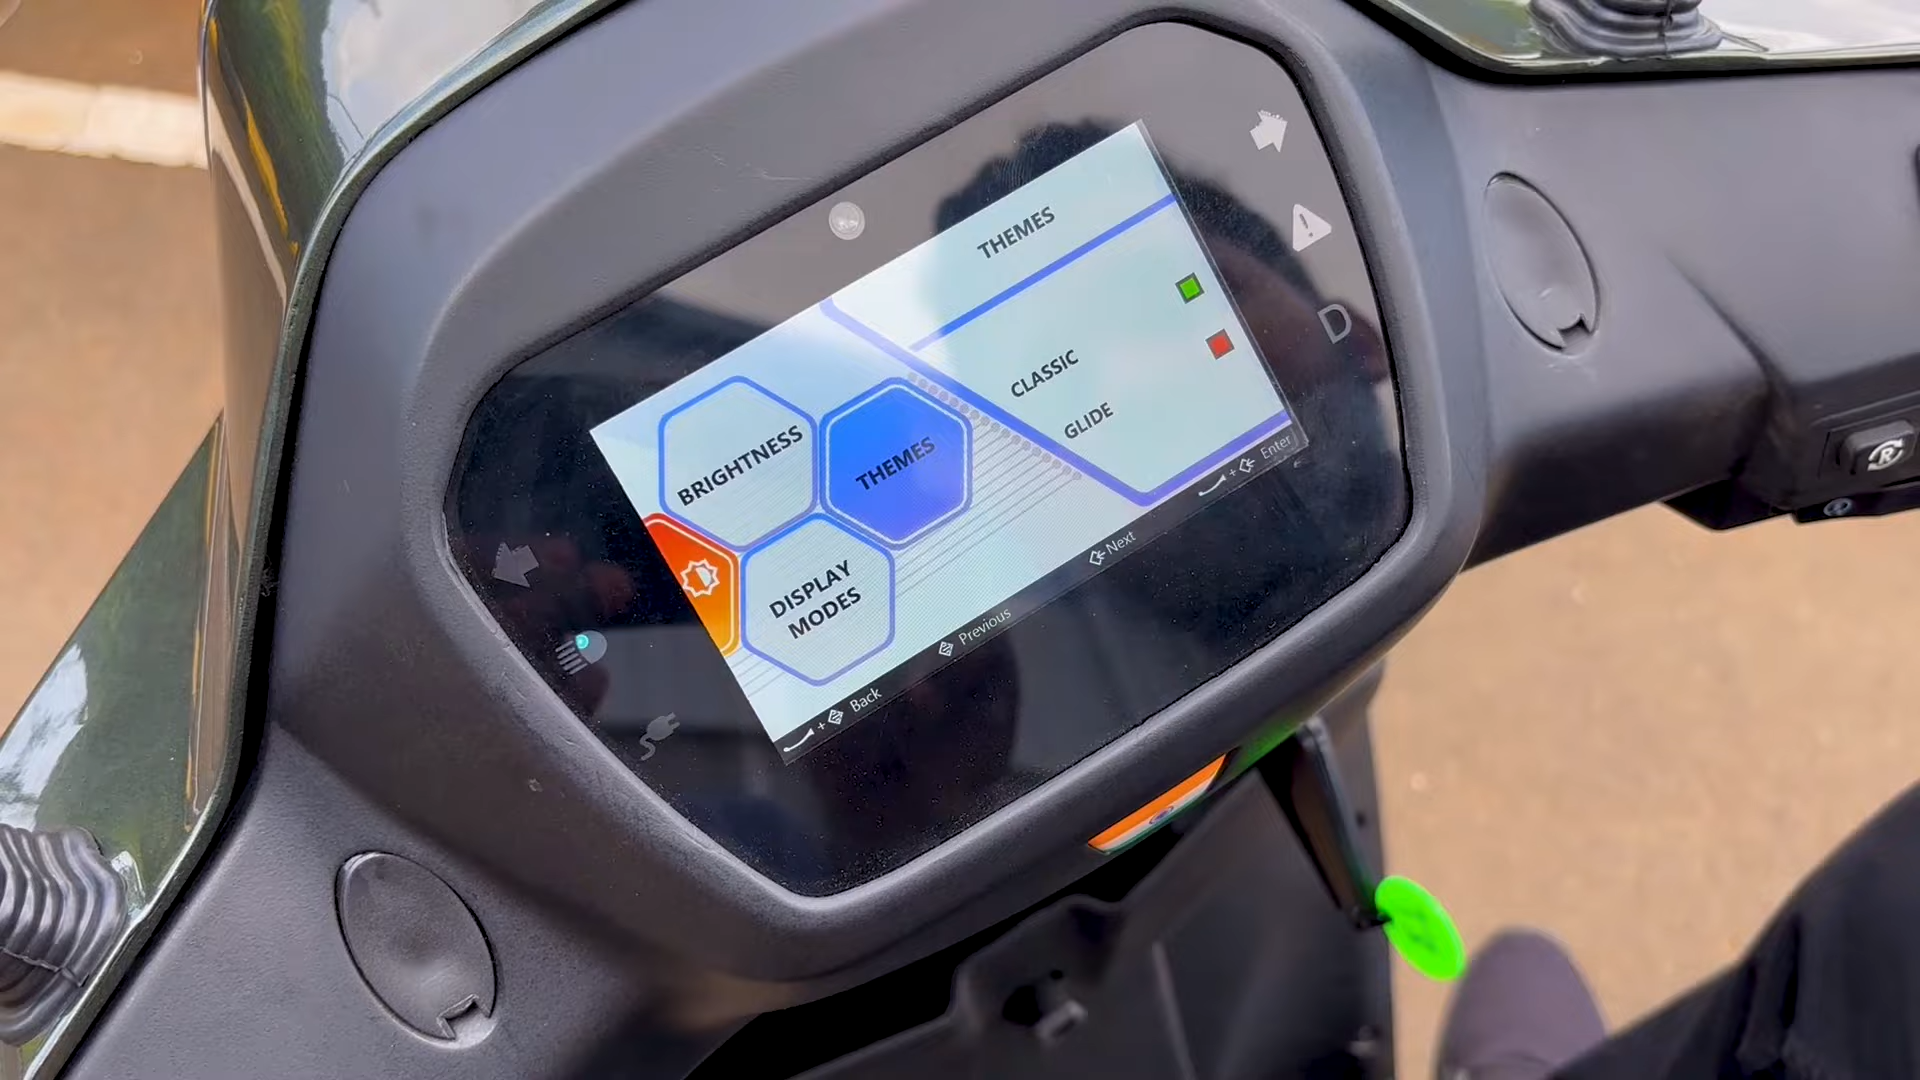 THEMES
CLASSIC
GLIDE
BRIGHTNESS
THEMES
DISPLAY
MODES
+ Back
Previous
Next
+ Enter
D
R